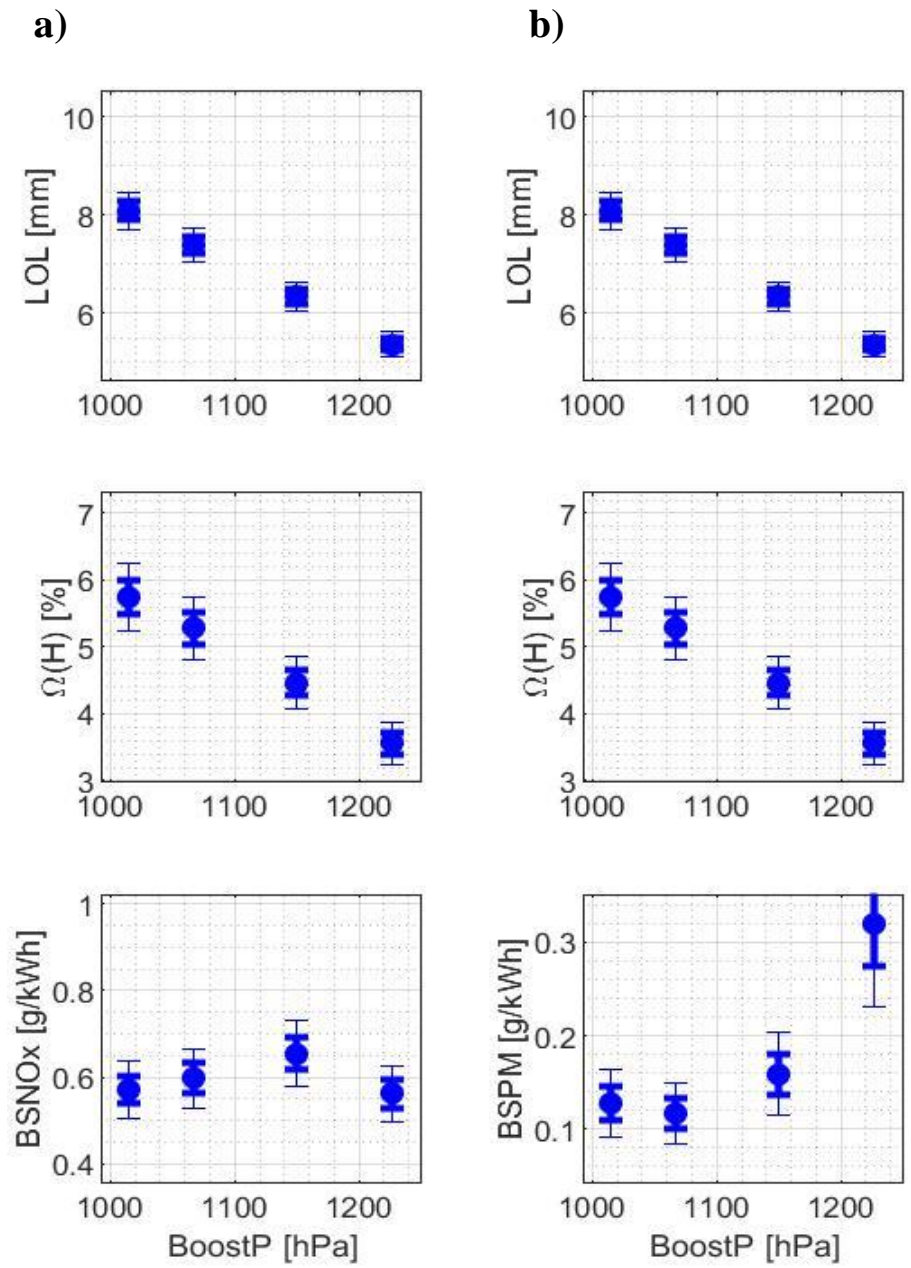 a) b)
10
8
6
LOL [mm]
1000 1100 1200
10
8
6
LOL [mm]
1000 1100 1200
7
6
5
4
3
Ω(H) [%]
1000 1100 1200
7
6
5
4
3
Ω(H) [%]
1000 1100 1200
1
0.8
0.6
0.4
BSNOx [g/kWh]
1000 1100 1200
BoostP [hPa]
0.3
0.2
0.1
BSPM [g/kWh]
1000 1100 1200
BoostP [hPa]